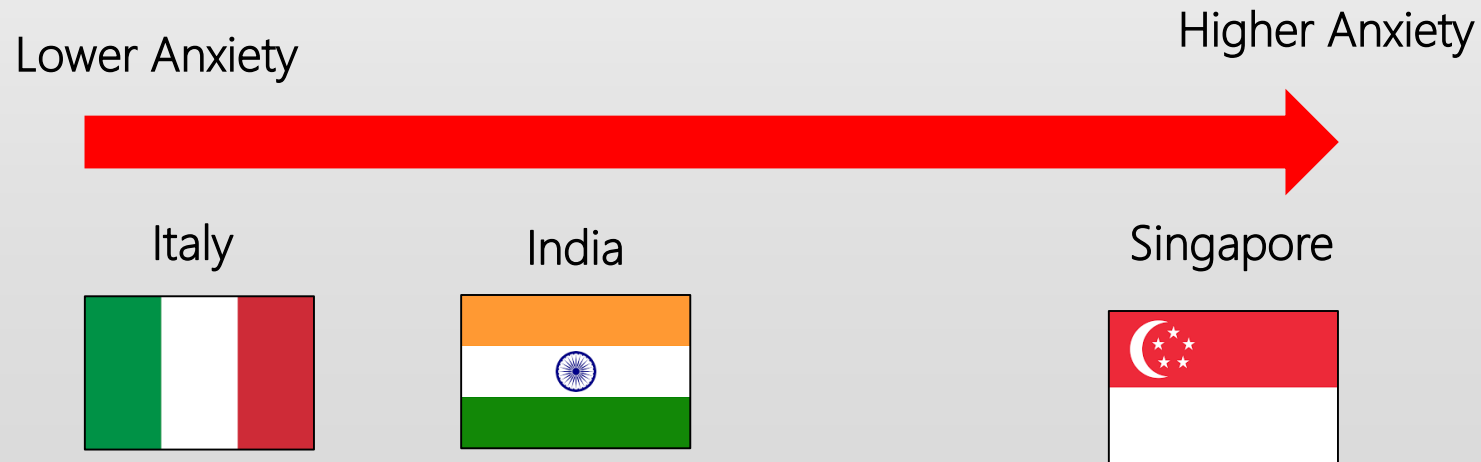 Lower Anxiety
Higher Anxiety
Italy
India
Singapore